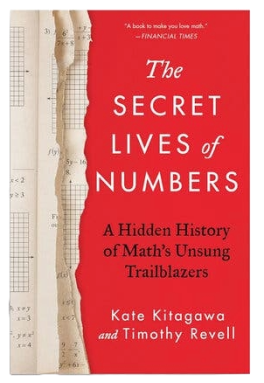 "A book to make you love math."
—FINANCIAL TIMES
The
SECRET
LIVES of
NUMBERS
A Hidden History
of Math's Unsung
Trailblazers
Kate Kitagawa
and Timothy Revell